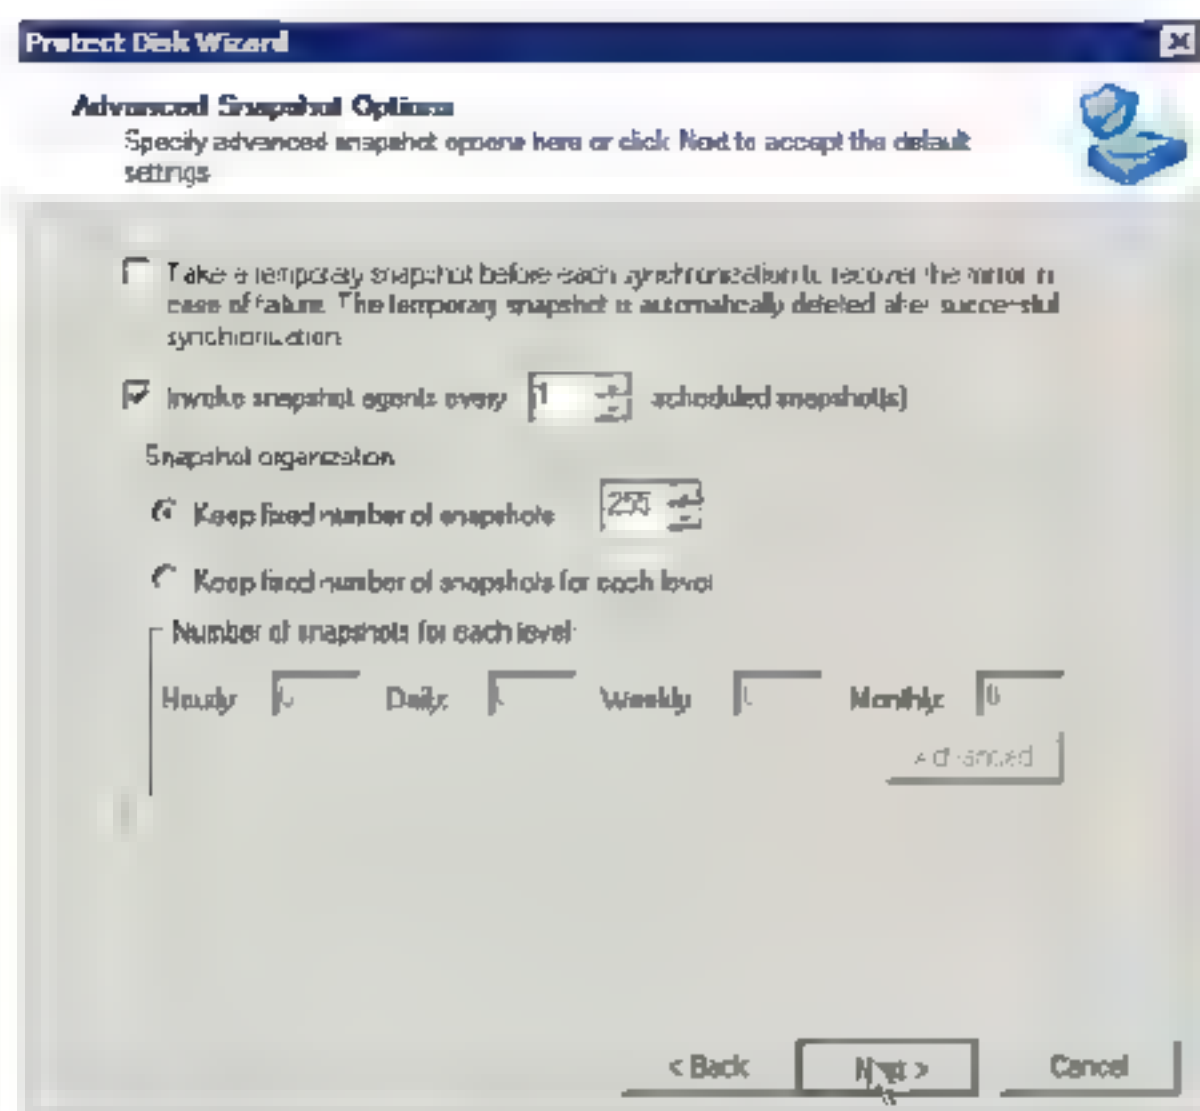 Protect Disk Wizard
Advanced Snapshot Options
Specify advanced snapshot options here or click Next to accept the default
settings
Take a temporary snapshot before each synchronization to recover the mirror in
case of failure. The temporary snapshot is automatically deleted after successful
synchronization.
Invoke snapshot agents every 1 scheduled snapshot(s)
Snapshot organization
Keep fixed number of snapshots 255
Keep fixed number of snapshots for each level
Number of snapshots for each level
Hourly: Daily: Weekly: Monthly:
Advanced
< Back Next > Cancel